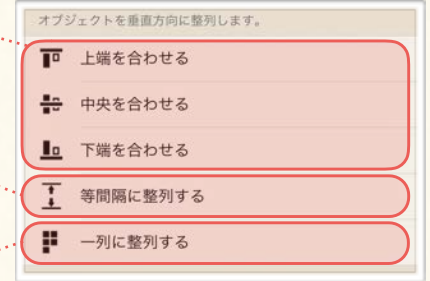 オブジェクトを垂直方向に整列します。
上端を合わせる
中央を合わせる
下端を合わせる
等間隔に整列する
一列に整列する